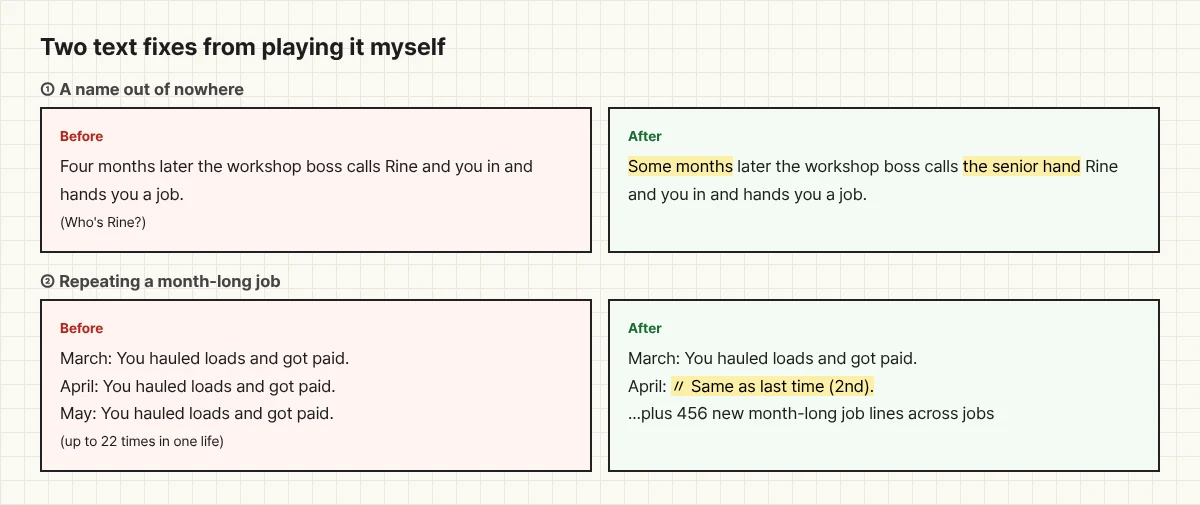 Two text fixes from playing it myself
① A name out of nowhere
Before
Four months later the workshop boss calls Rine and you in and
hands you a job.
(Who's Rine?)
After
Some months later the workshop boss calls the senior hand Rine
and you in and hands you a job.
② Repeating a month-long job
Before
March: You hauled loads and got paid.
April: You hauled loads and got paid.
May: You hauled loads and got paid.
(up to 22 times in one life)
After
March: You hauled loads and got paid.
April: 〃 Same as last time (2nd).
…plus 456 new month-long job lines across jobs